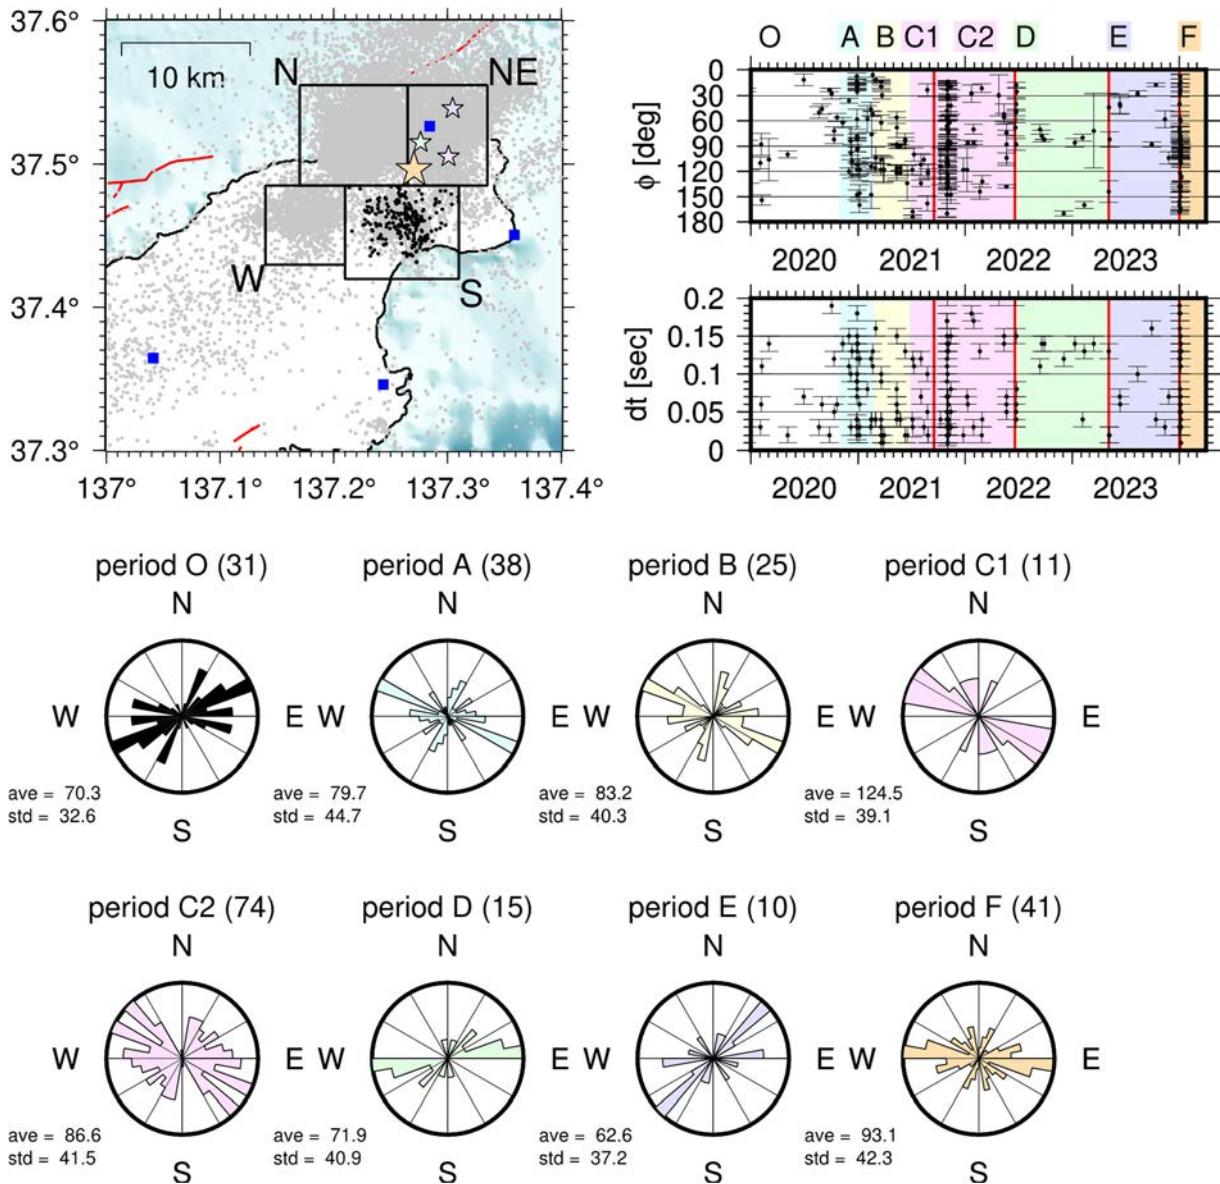 37.6°
37.5°
37.4°
37.3°
137° 137.1° 137.2° 137.3° 137.4°
10 km
N NE
W S
O A B C1 C2 D E F
0
30
60
90
120
150
180
ϕ [deg]
2020 2021 2022 2023
0.2
0.15
0.1
0.05
0
dt [sec]
2020 2021 2022 2023
period O (31) period A (38) period B (25) period C1 (11)
N N N N
W E W E W E W E
S S S S
ave = 70.3 ave = 79.7 ave = 83.2 ave = 124.5
std = 32.6 std = 44.7 std = 40.3 std = 39.1
period C2 (74) period D (15) period E (10) period F (41)
N N N N
W E W E W E W E
S S S S
ave = 86.6 ave = 71.9 ave = 62.6 ave = 93.1
std = 41.5 std = 40.9 std = 37.2 std = 42.3